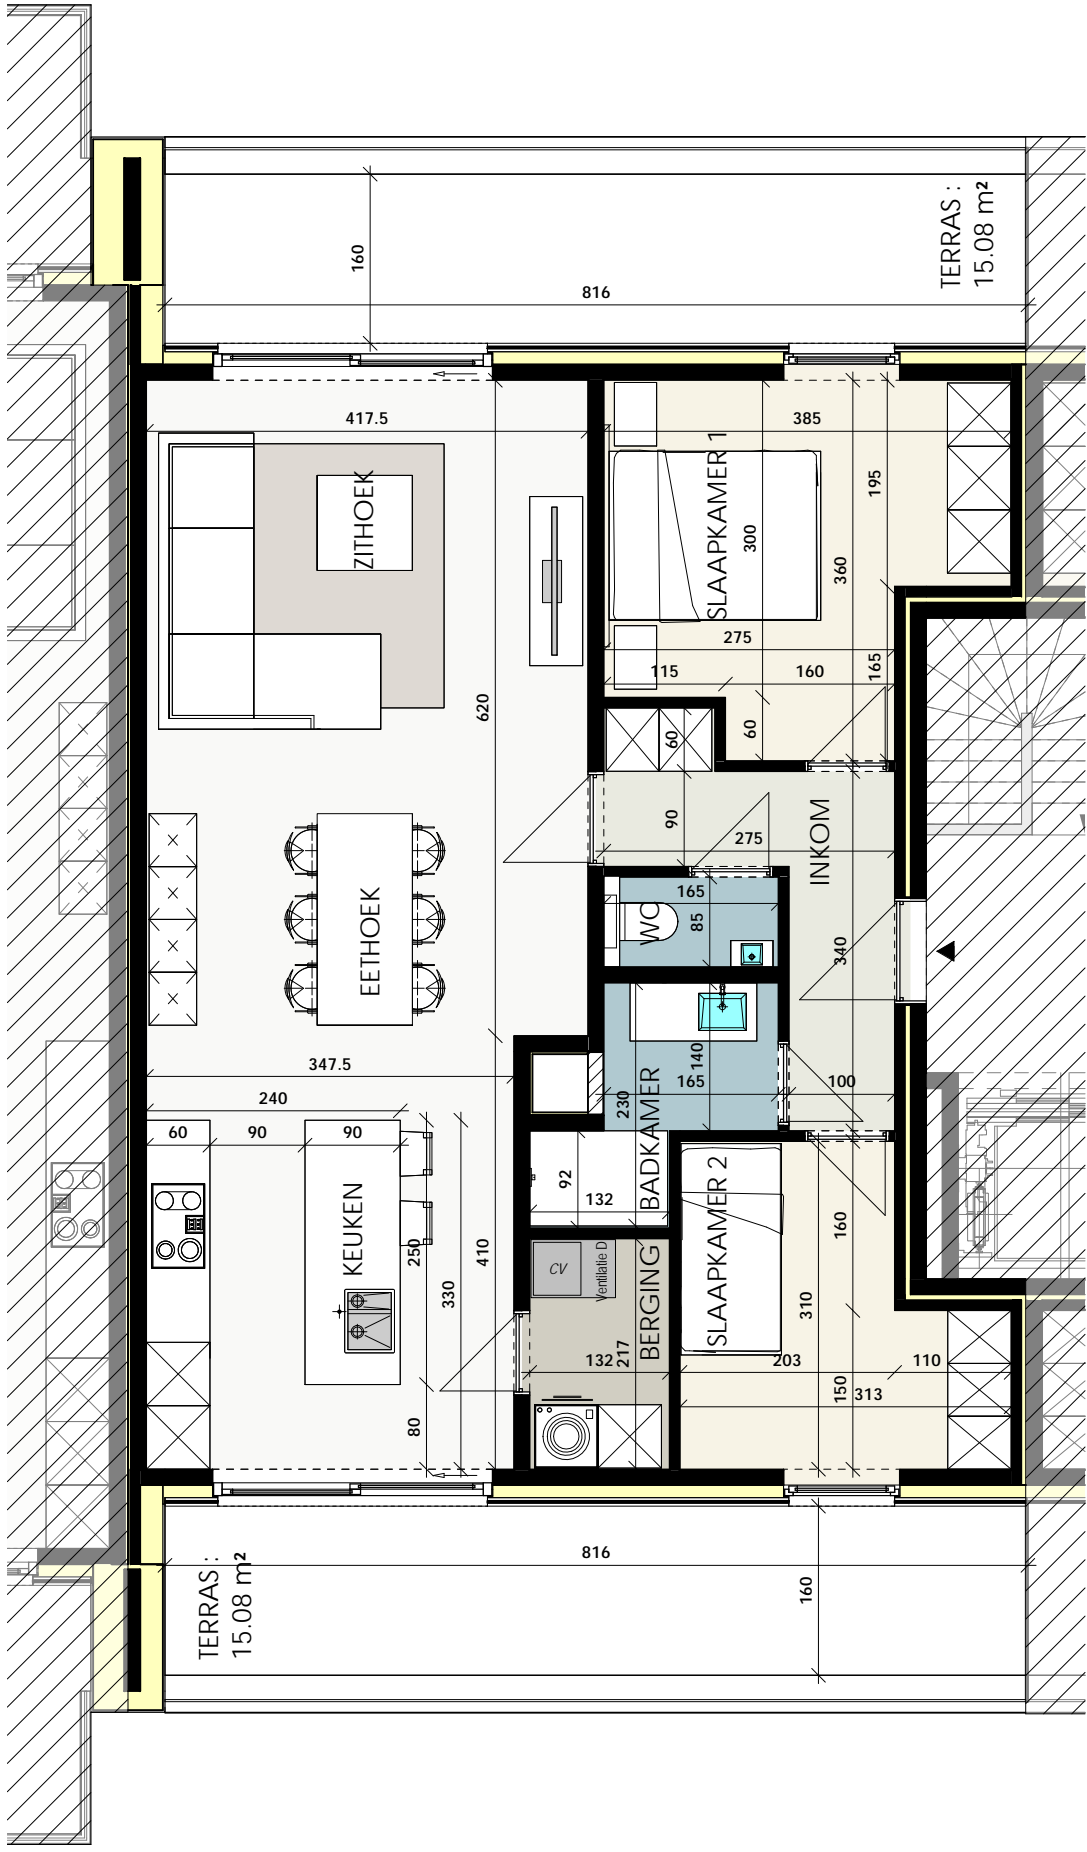 TERRAS :
15.08 m²
160
816
417.5
385
ZITHOEK
SLAAPKAMER 1
195
300
360
275
115
160
165
620
60
60
90
275
INKOM
165
WC
85
EETHOEK
340
347.5
140
165
100
240
230
BADKAMER
60
90
90
92
132
KEUKEN
250
410
330
SLAAPKAMER 2
160
310
CV
Ventilatie D
BERGING
132
217
203
110
150
313
80
816
TERRAS :
15.08 m²
160